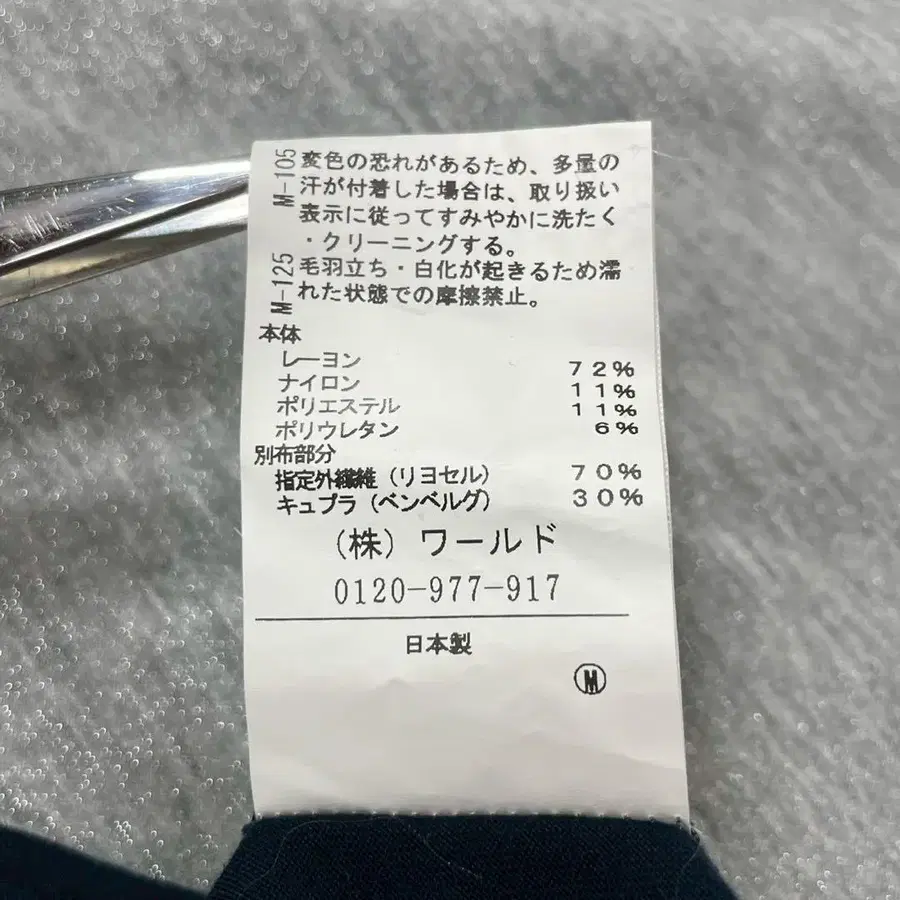 M-105 変色の恐れがあるため、多量の
汗が付着した場合は、取り扱い
表示に従ってすみやかに洗たく
・クリーニングする。
M-125 毛羽立ち・白化が起きるため濡
れた状態での摩擦禁止。
本体
レーヨン 72%
ナイロン 11%
ポリエステル 11%
ポリウレタン 6%
別布部分
指定外繊維(リヨセル) 70%
キュプラ(ベンベルグ) 30%
(株)ワールド
0120-977-917
日本製
M